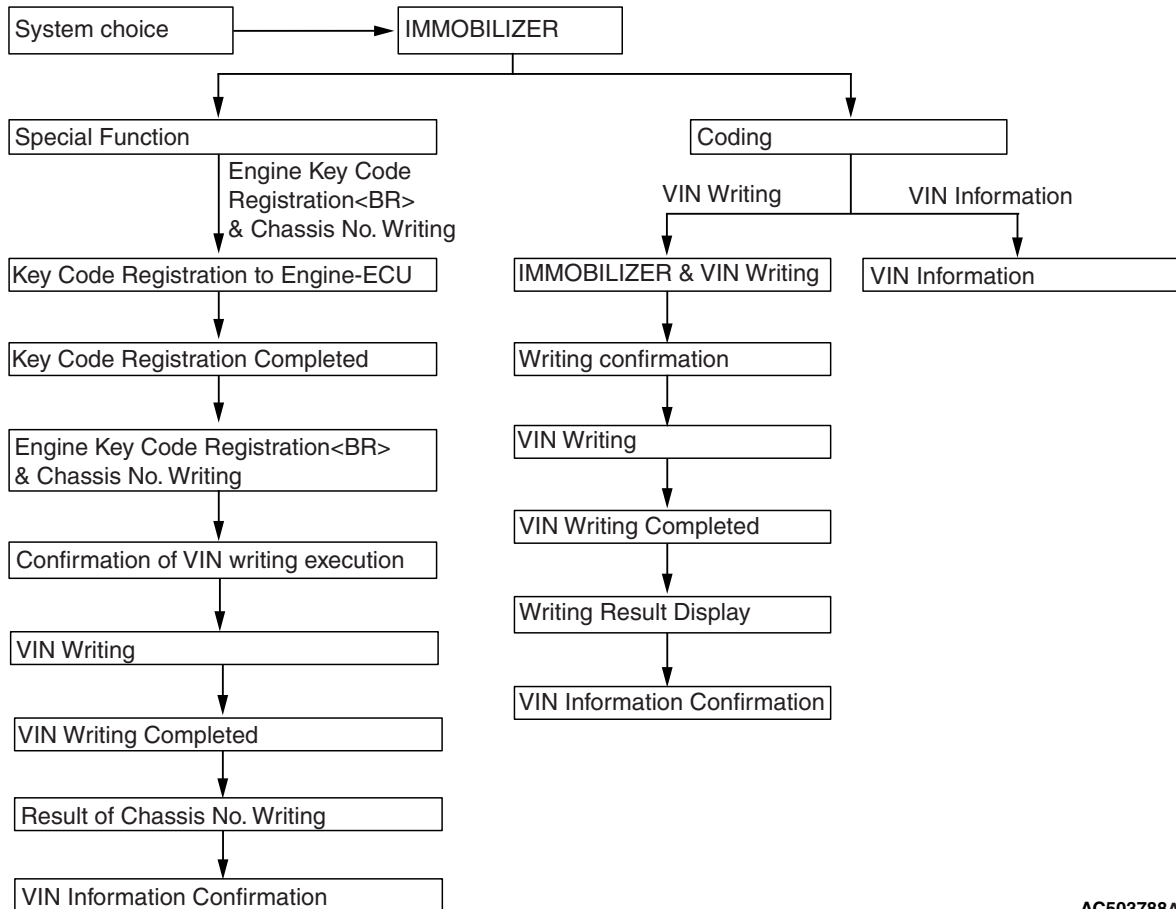 System choice
IMMOBILIZER
Special Function
Coding
Engine Key Code
Registration<BR>
& Chassis No. Writing
VIN Writing
VIN Information
Key Code Registration to Engine-ECU
IMMOBILIZER & VIN Writing
VIN Information
Key Code Registration Completed
Writing confirmation
Engine Key Code Registration<BR>
& Chassis No. Writing
VIN Writing
Confirmation of VIN writing execution
VIN Writing Completed
VIN Writing
Writing Result Display
VIN Writing Completed
VIN Information Confirmation
Result of Chassis No. Writing
VIN Information Confirmation